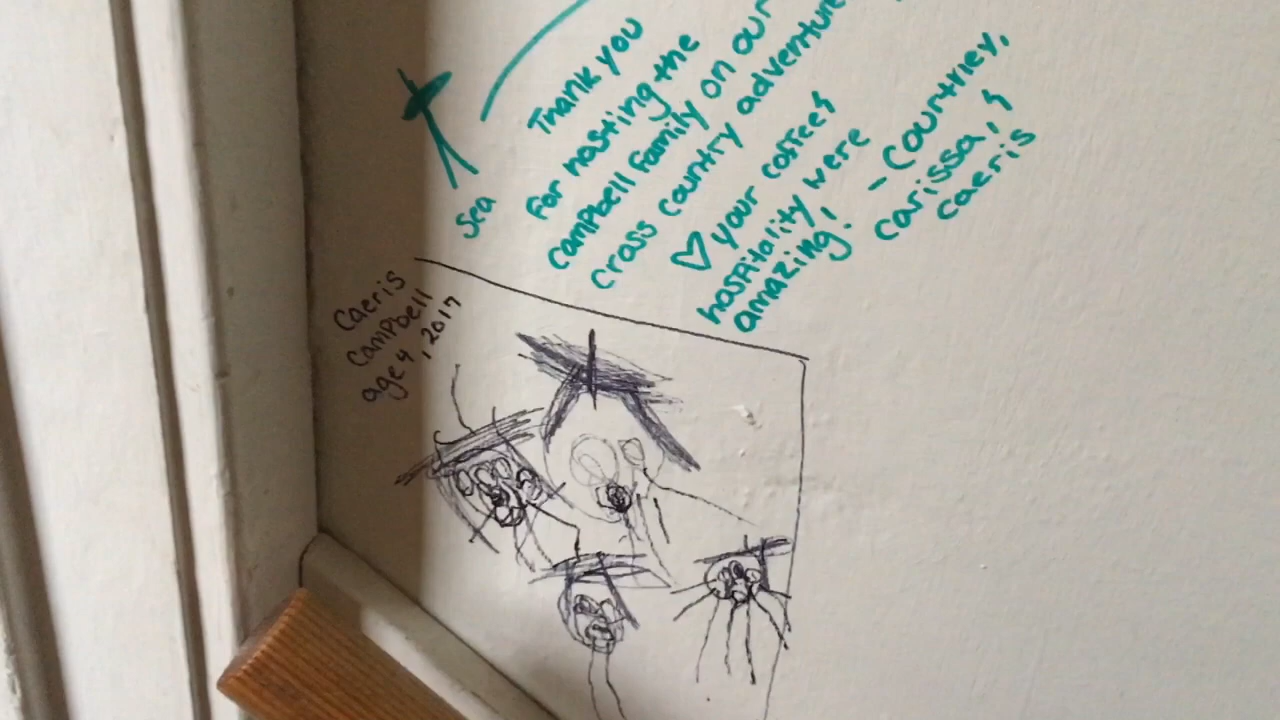 Sea
Thank you
for hosting the
Campbell family on our
cross country adventure
♡ your coffee &
hospitality were
amazing!
- Courtney,
Carissa, &
Caeris
Caeris
Campbell
age 4, 2017